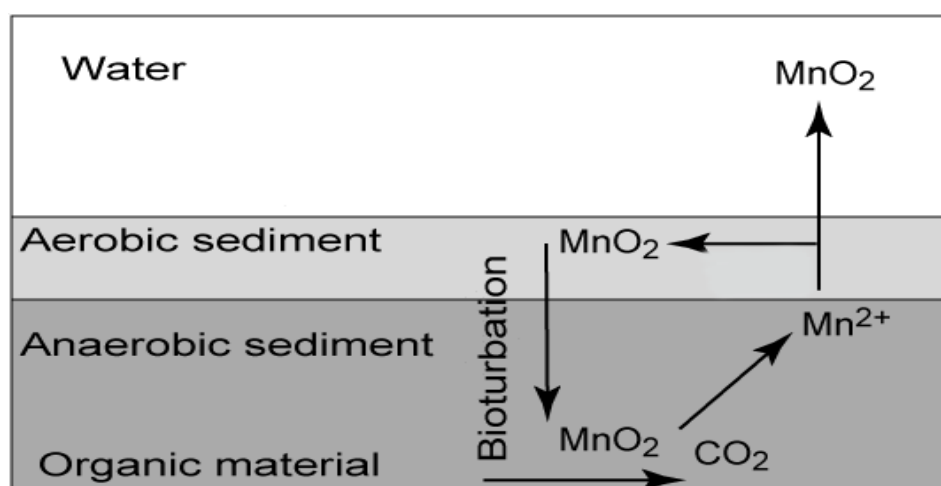 Water
MnO₂
Aerobic sediment
MnO₂
Bioturbation
Anaerobic sediment
Mn²⁺
MnO₂
CO₂
Organic material